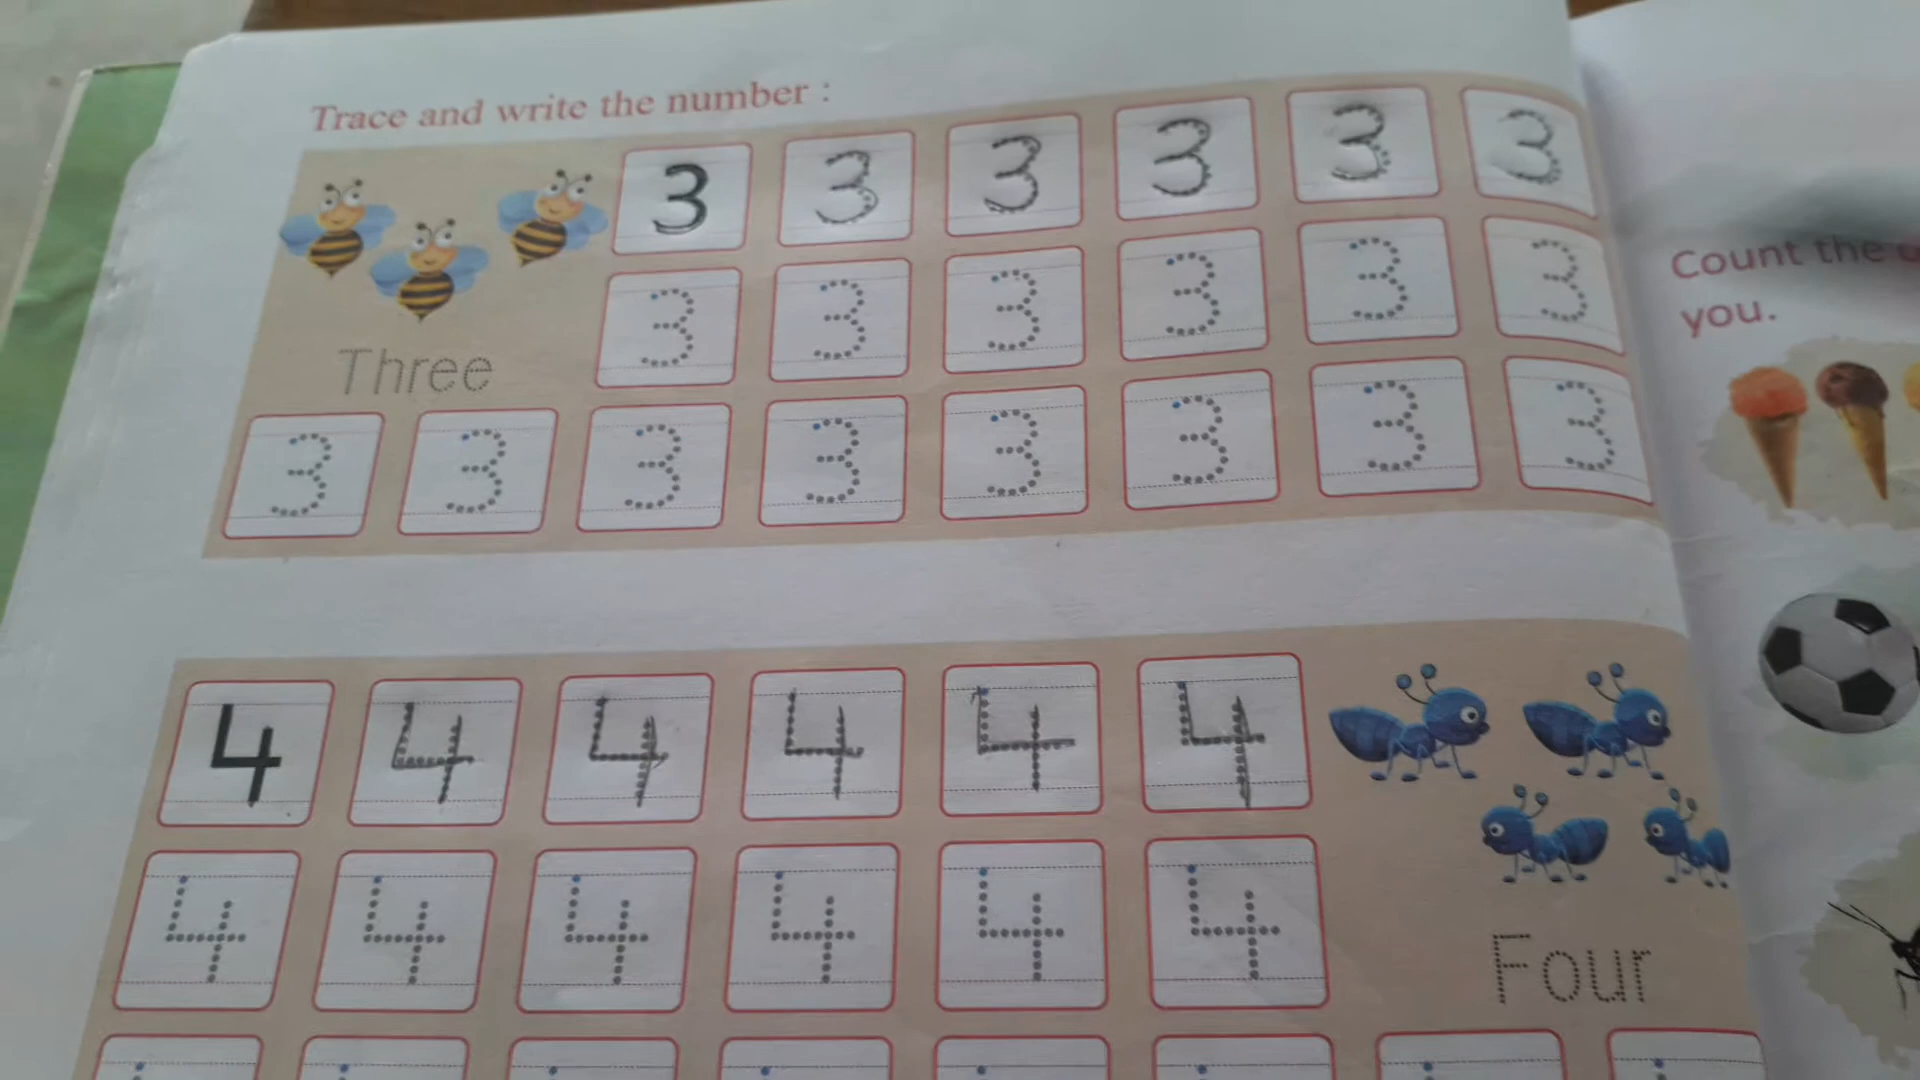 Trace and write the number :
3 3 3 3 3 3
3 3 3 3 3 3
Three
3 3 3 3 3 3 3 3
4 4 4 4 4 4
4 4 4 4 4 4
Four
Count the
you.